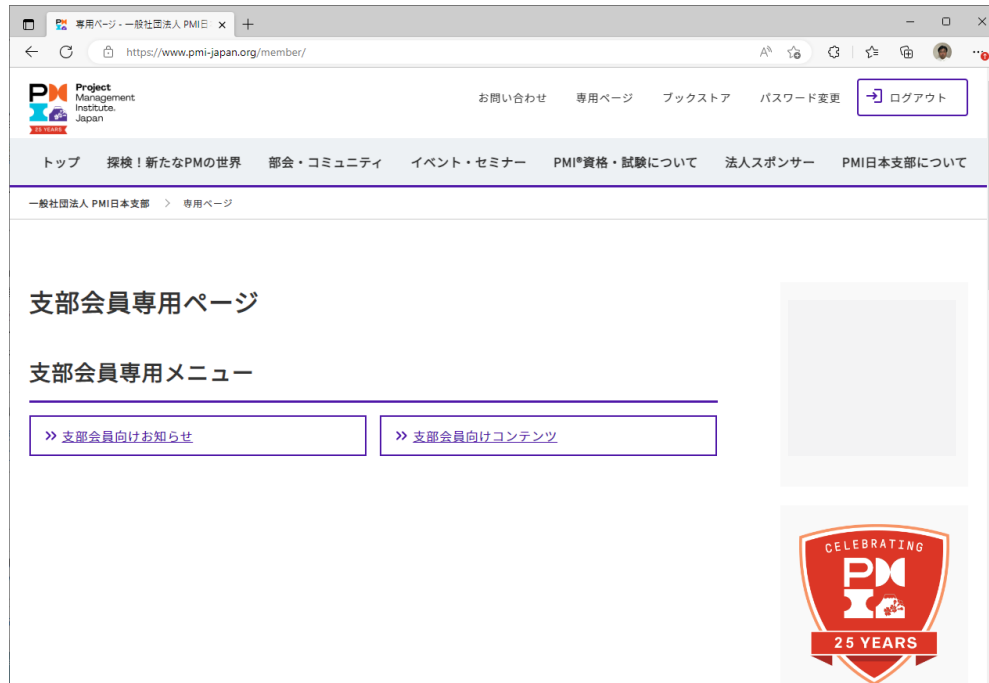 専用ページ - 一般社団法人 PMI日
https://www.pmi-japan.org/member/
Project
Management
Institute.
Japan
25 YEARS
お問い合わせ 専用ページ ブックストア パスワード変更 ログアウト
トップ 探検！新たなPMの世界 部会・コミュニティ イベント・セミナー PMI®資格・試験について 法人スポンサー PMI日本支部について
一般社団法人 PMI日本支部 > 専用ページ
支部会員専用ページ
支部会員専用メニュー
支部会員向けお知らせ 支部会員向けコンテンツ
CELEBRATING
PMI
25 YEARS